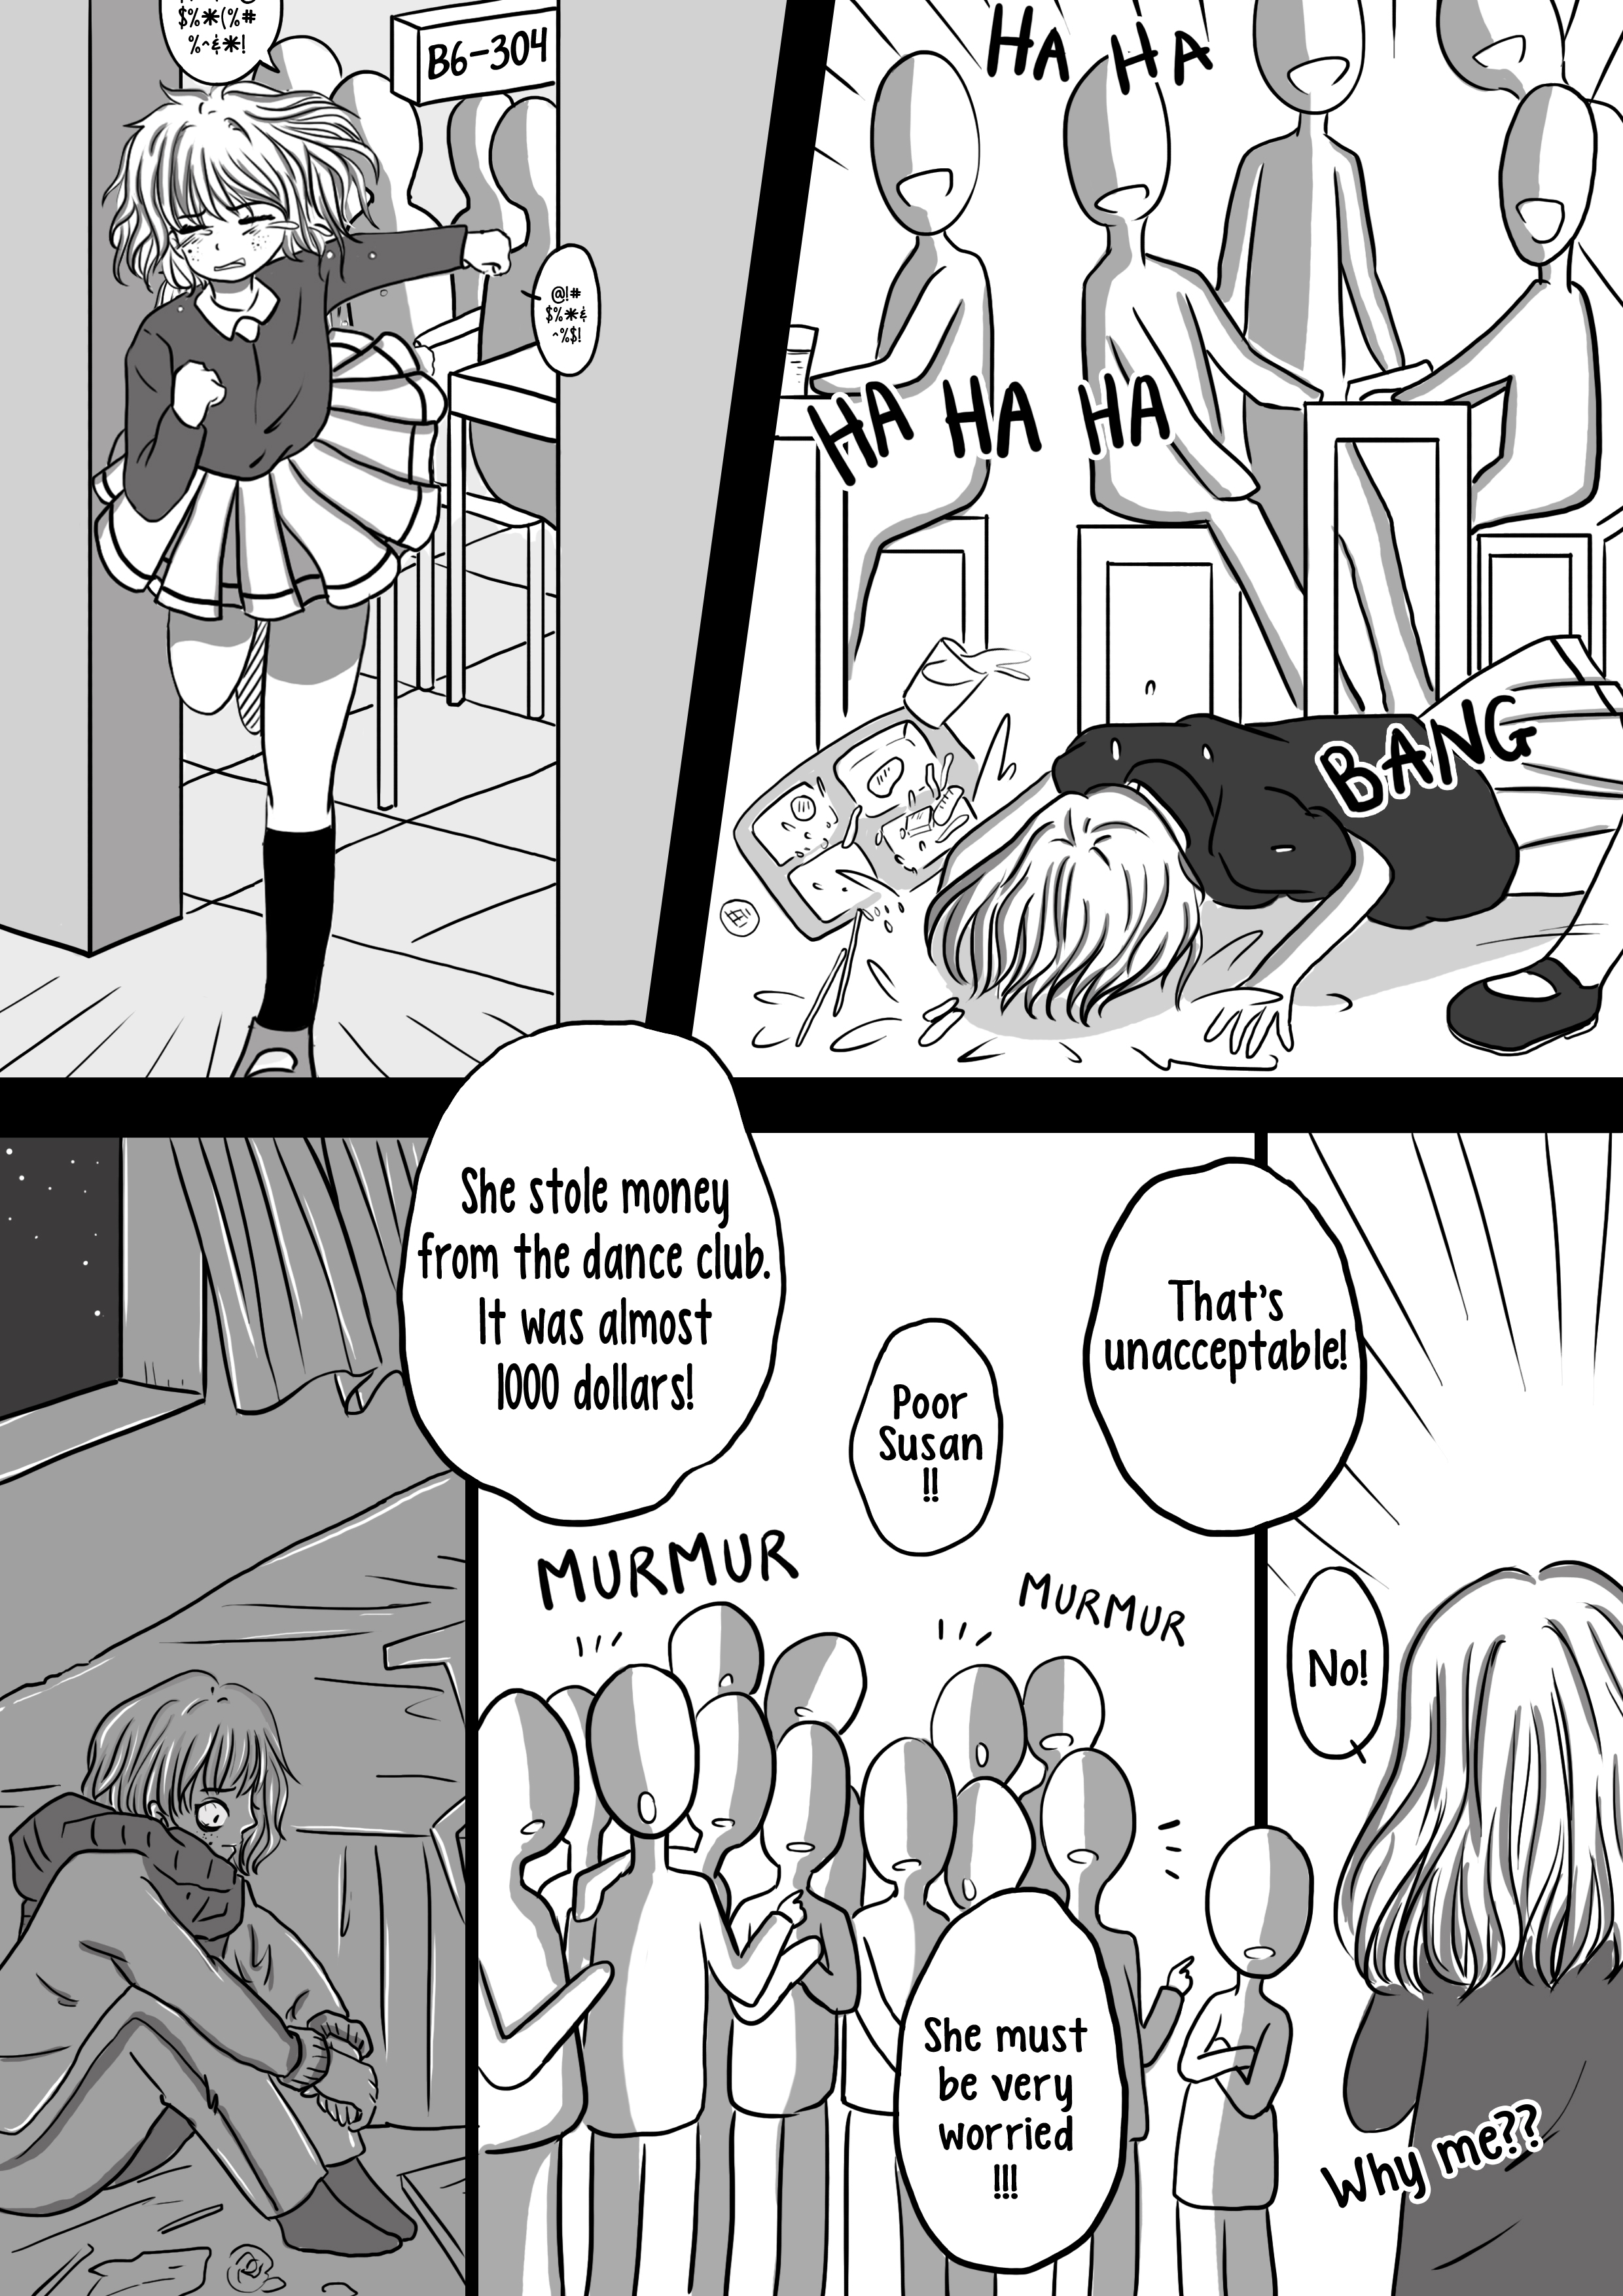 $%*(%#
%^&*!
B6-304
@!#
$%*&
^%$!
HA HA
HA HA HA
BANG
She stole money
from the dance club.
It was almost
1000 dollars!
Poor
Susan
!!
That's
unacceptable!
MURMUR
MURMUR
No!
She must
be very
worried
!!!
Why me??